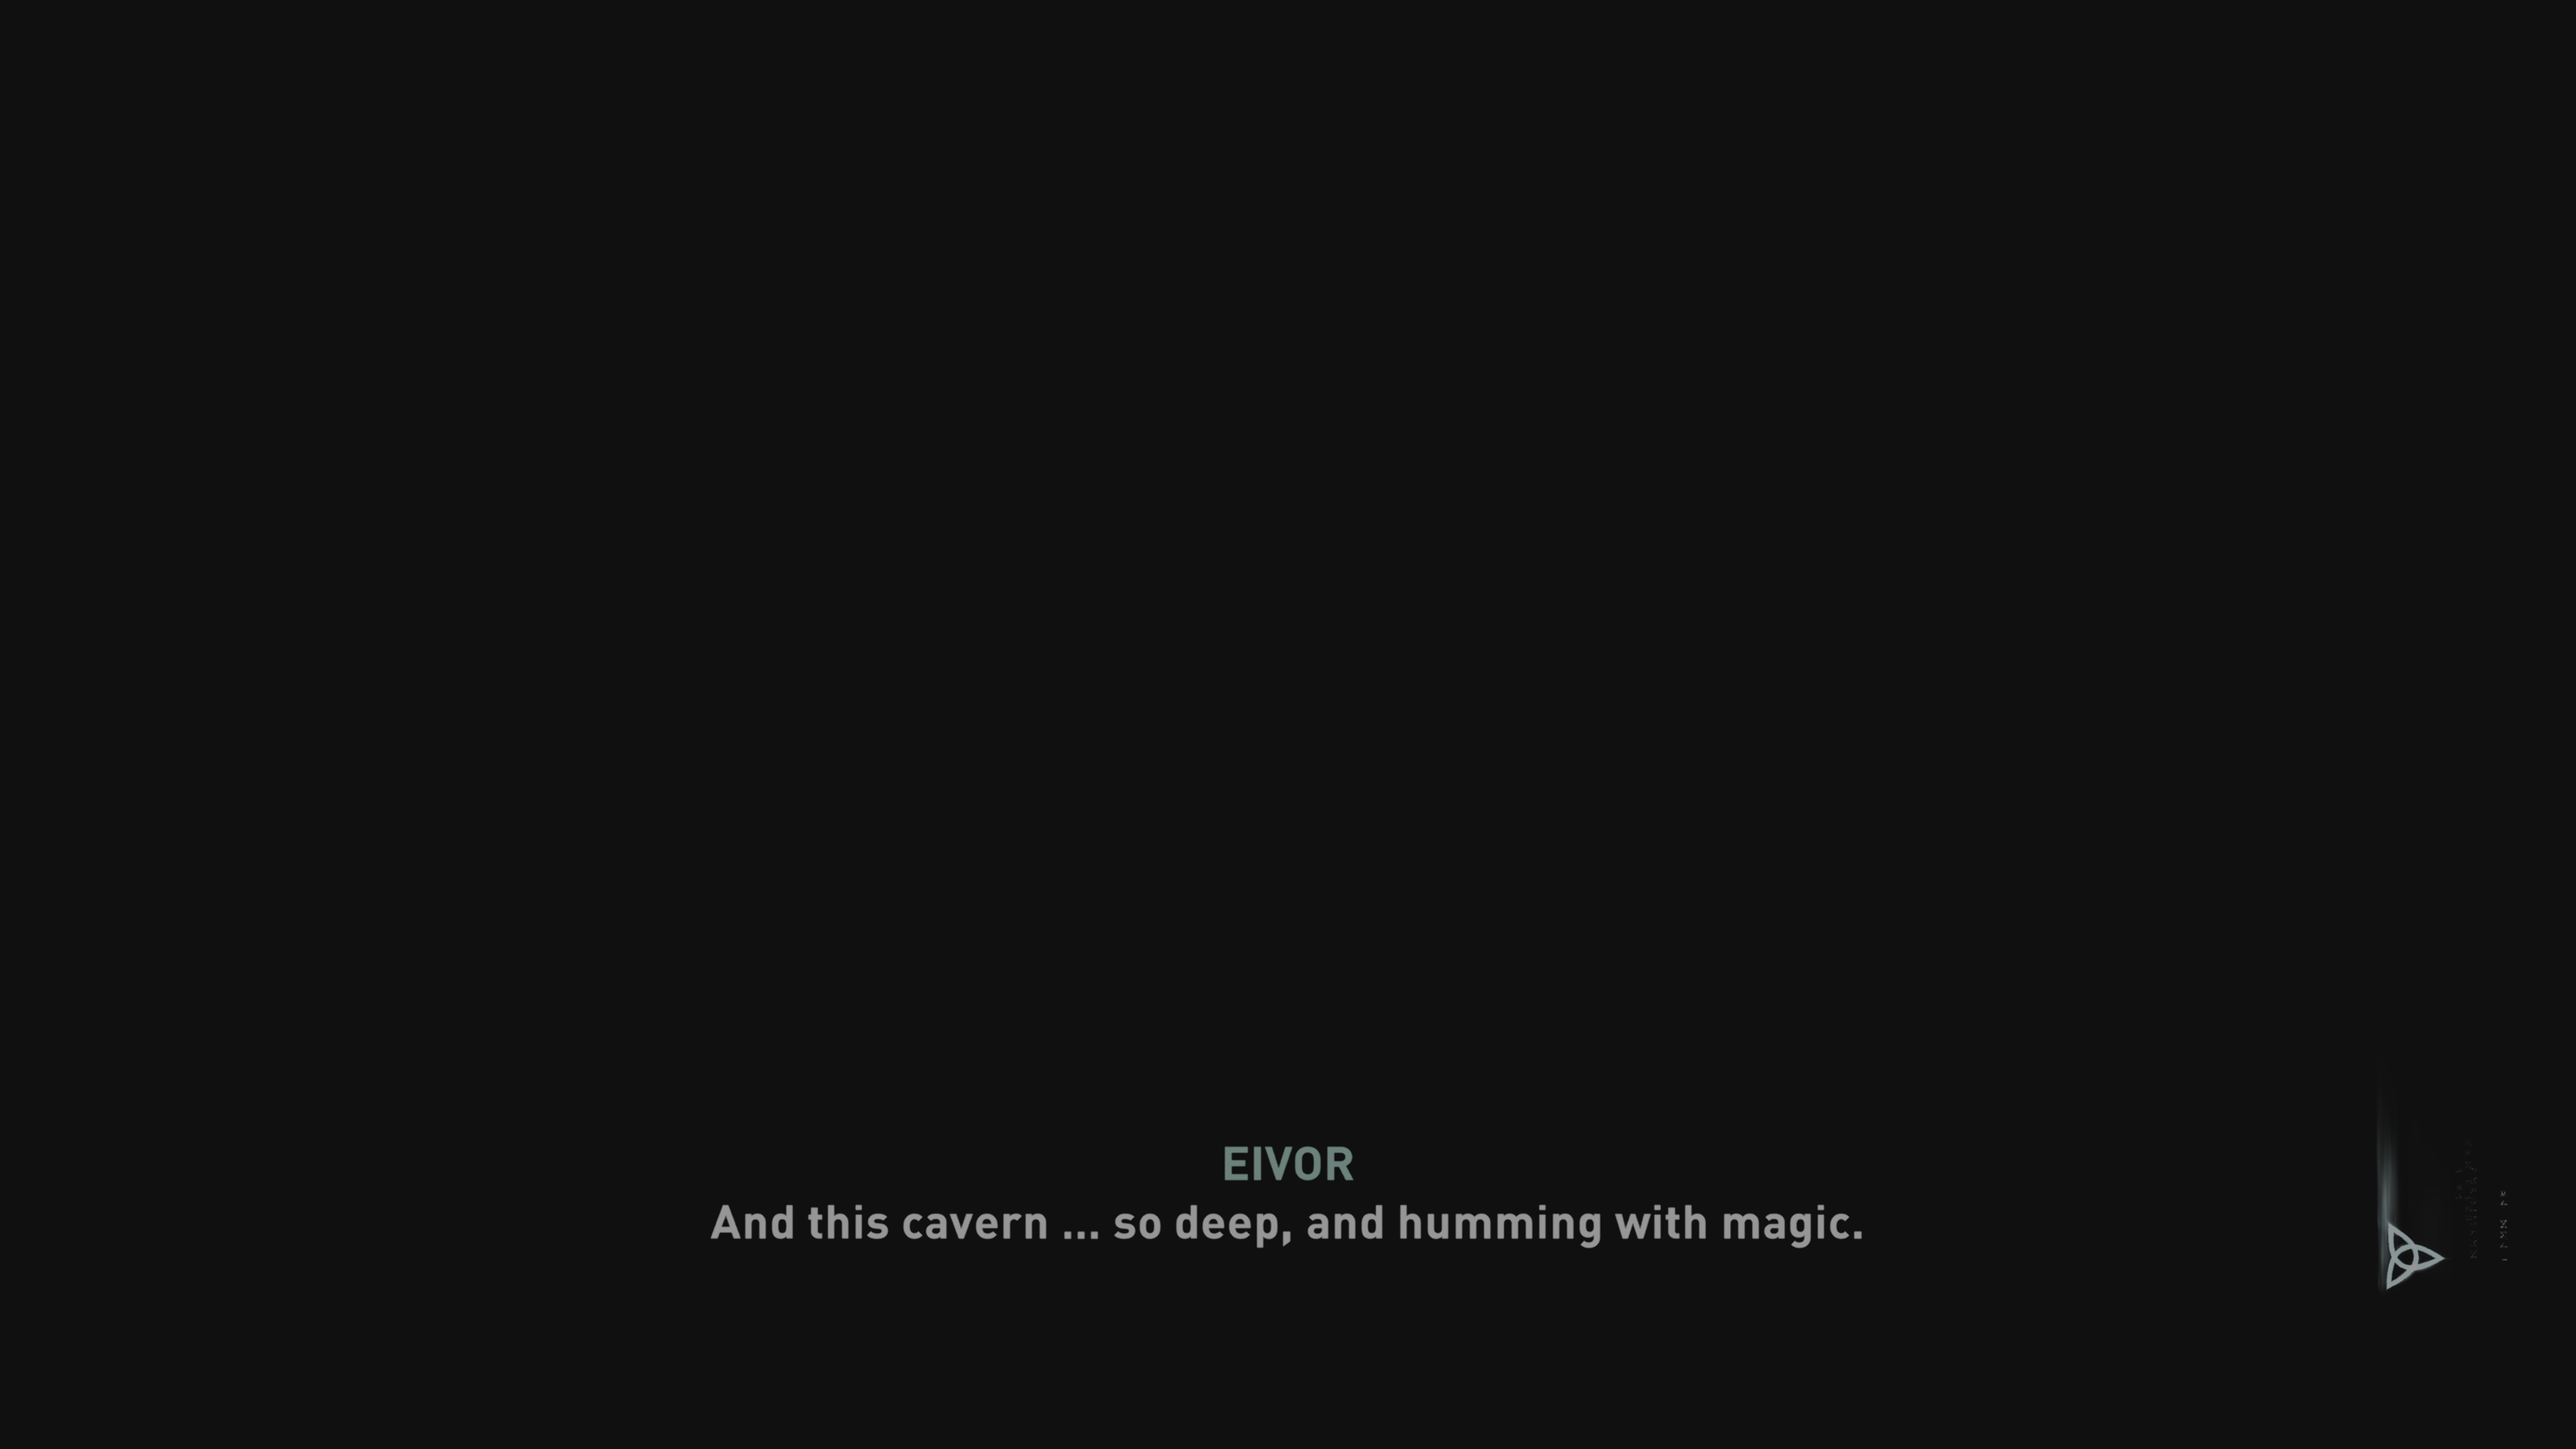 EIVOR
And this cavern ... so deep, and humming with magic.